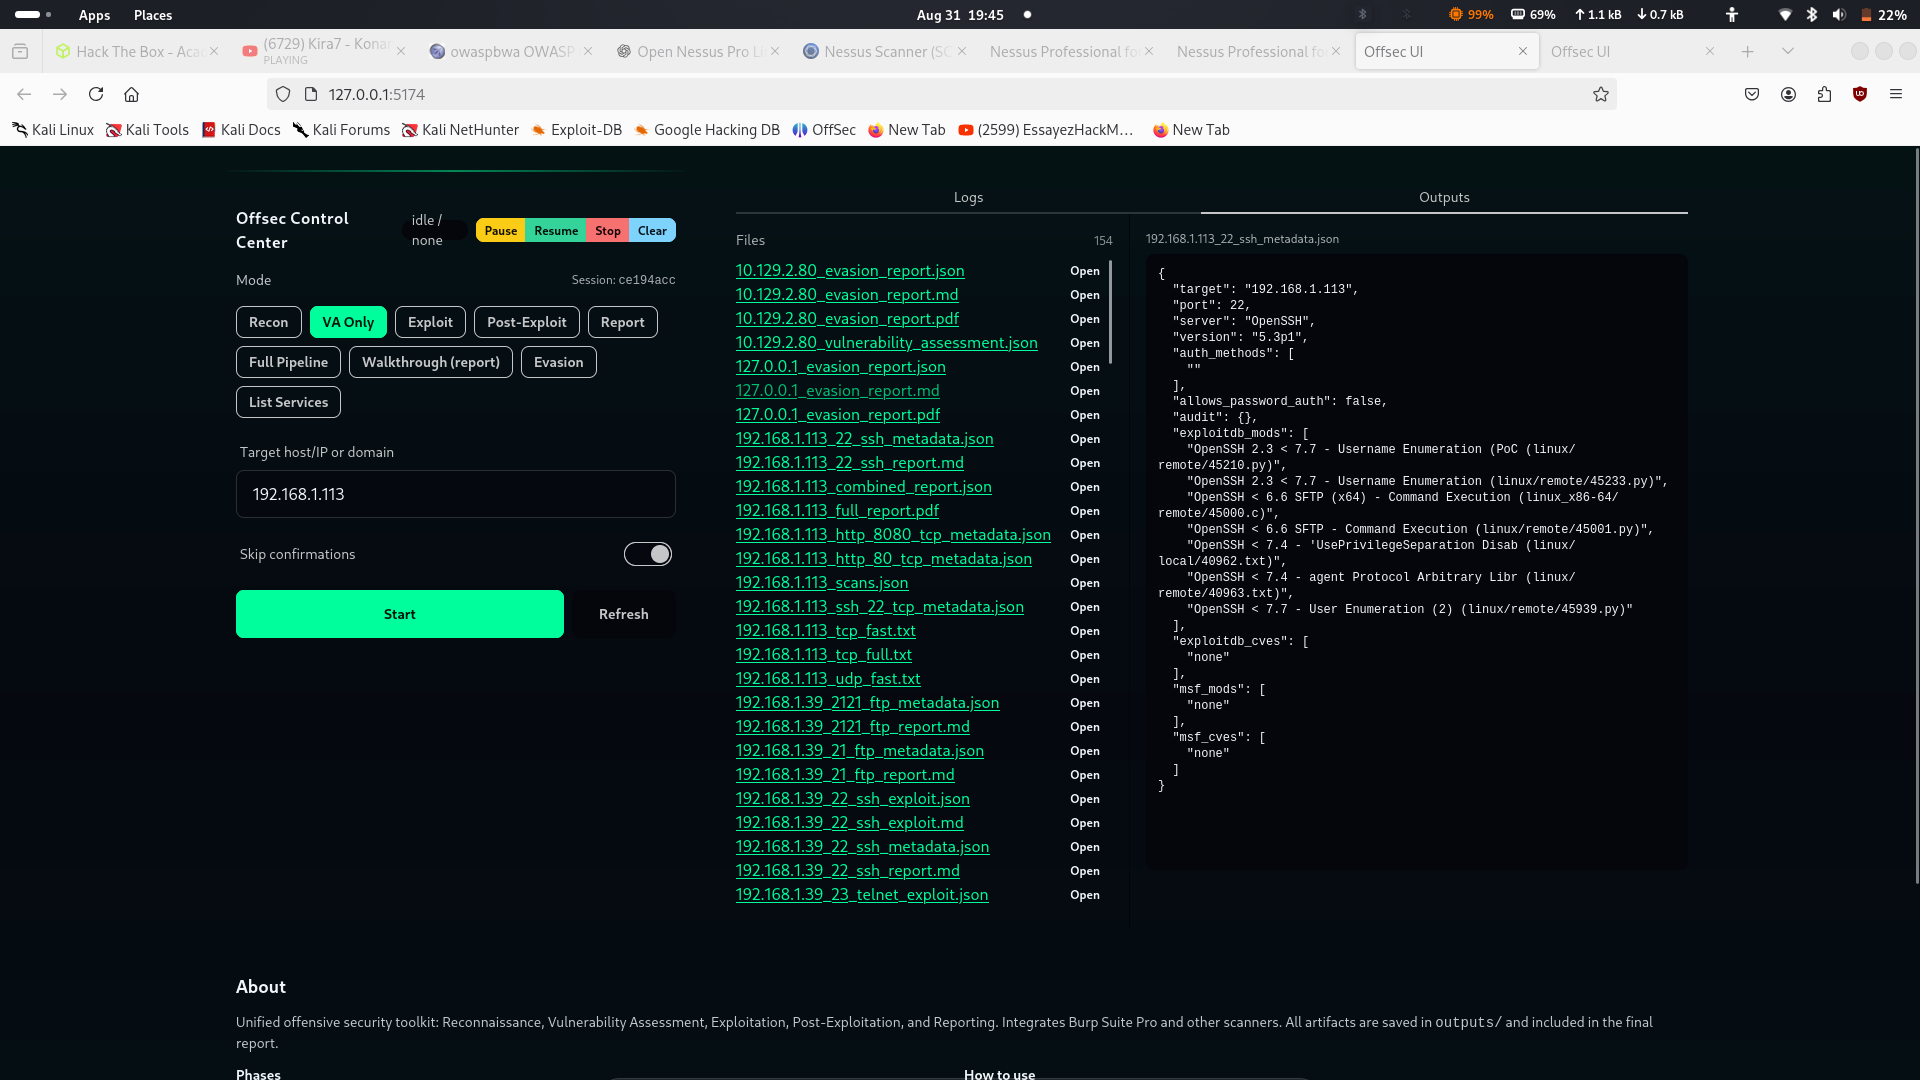 Apps Places Aug 31 19:45 99% 69% 1.1 kB 0.7 kB 22%
Hack The Box - Aca (6729) Kira7 - Konan owaspbwa OWASP Open Nessus Pro Li Nessus Scanner (SC Nessus Professional fo Nessus Professional fo Offsec UI Offsec UI
PLAYING
127.0.0.1:5174
Kali Linux Kali Tools Kali Docs Kali Forums Kali NetHunter Exploit-DB Google Hacking DB OffSec New Tab (2599) EssayezHackM… New Tab
Offsec Control Center
idle / none
Pause Resume Stop Clear
Mode Session: ce194acc
Recon VA Only Exploit Post-Exploit Report
Full Pipeline Walkthrough (report) Evasion
List Services
Target host/IP or domain
192.168.1.113
Skip confirmations
Start Refresh
Logs Outputs
Files 154
10.129.2.80_evasion_report.json Open
10.129.2.80_evasion_report.md Open
10.129.2.80_evasion_report.pdf Open
10.129.2.80_vulnerability_assessment.json Open
127.0.0.1_evasion_report.json Open
127.0.0.1_evasion_report.md Open
127.0.0.1_evasion_report.pdf Open
192.168.1.113_22_ssh_metadata.json Open
192.168.1.113_22_ssh_report.md Open
192.168.1.113_combined_report.json Open
192.168.1.113_full_report.pdf Open
192.168.1.113_http_8080_tcp_metadata.json Open
192.168.1.113_http_80_tcp_metadata.json Open
192.168.1.113_scans.json Open
192.168.1.113_ssh_22_tcp_metadata.json Open
192.168.1.113_tcp_fast.txt Open
192.168.1.113_tcp_full.txt Open
192.168.1.113_udp_fast.txt Open
192.168.1.39_2121_ftp_metadata.json Open
192.168.1.39_2121_ftp_report.md Open
192.168.1.39_21_ftp_metadata.json Open
192.168.1.39_21_ftp_report.md Open
192.168.1.39_22_ssh_exploit.json Open
192.168.1.39_22_ssh_exploit.md Open
192.168.1.39_22_ssh_metadata.json Open
192.168.1.39_22_ssh_report.md Open
192.168.1.39_23_telnet_exploit.json Open
192.168.1.113_22_ssh_metadata.json
{
"target": "192.168.1.113",
"port": 22,
"server": "OpenSSH",
"version": "5.3p1",
"auth_methods": [
""
],
"allows_password_auth": false,
"audit": {},
"exploitdb_mods": [
"OpenSSH 2.3 < 7.7 - Username Enumeration (PoC (linux/
remote/45210.py)",
"OpenSSH 2.3 < 7.7 - Username Enumeration (linux/remote/45233.py)",
"OpenSSH < 6.6 SFTP (x64) - Command Execution (linux_x86-64/
remote/45000.c)",
"OpenSSH < 6.6 SFTP - Command Execution (linux/remote/45001.py)",
"OpenSSH < 7.4 - 'UsePrivilegeSeparation Disab (linux/
local/40962.txt)",
"OpenSSH < 7.4 - agent Protocol Arbitrary Libr (linux/
remote/40963.txt)",
"OpenSSH < 7.7 - User Enumeration (2) (linux/remote/45939.py)"
],
"exploitdb_cves": [
"none"
],
"msf_mods": [
"none"
],
"msf_cves": [
"none"
]
}
About
Unified offensive security toolkit: Reconnaissance, Vulnerability Assessment, Exploitation, Post-Exploitation, and Reporting. Integrates Burp Suite Pro and other scanners. All artifacts are saved in outputs/ and included in the final
report.
Phases How to use